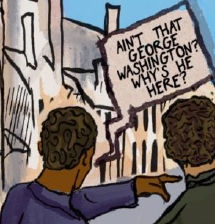 AIN'T THAT
GEORGE
WASHINGTON?
WHY'S HE
HERE?